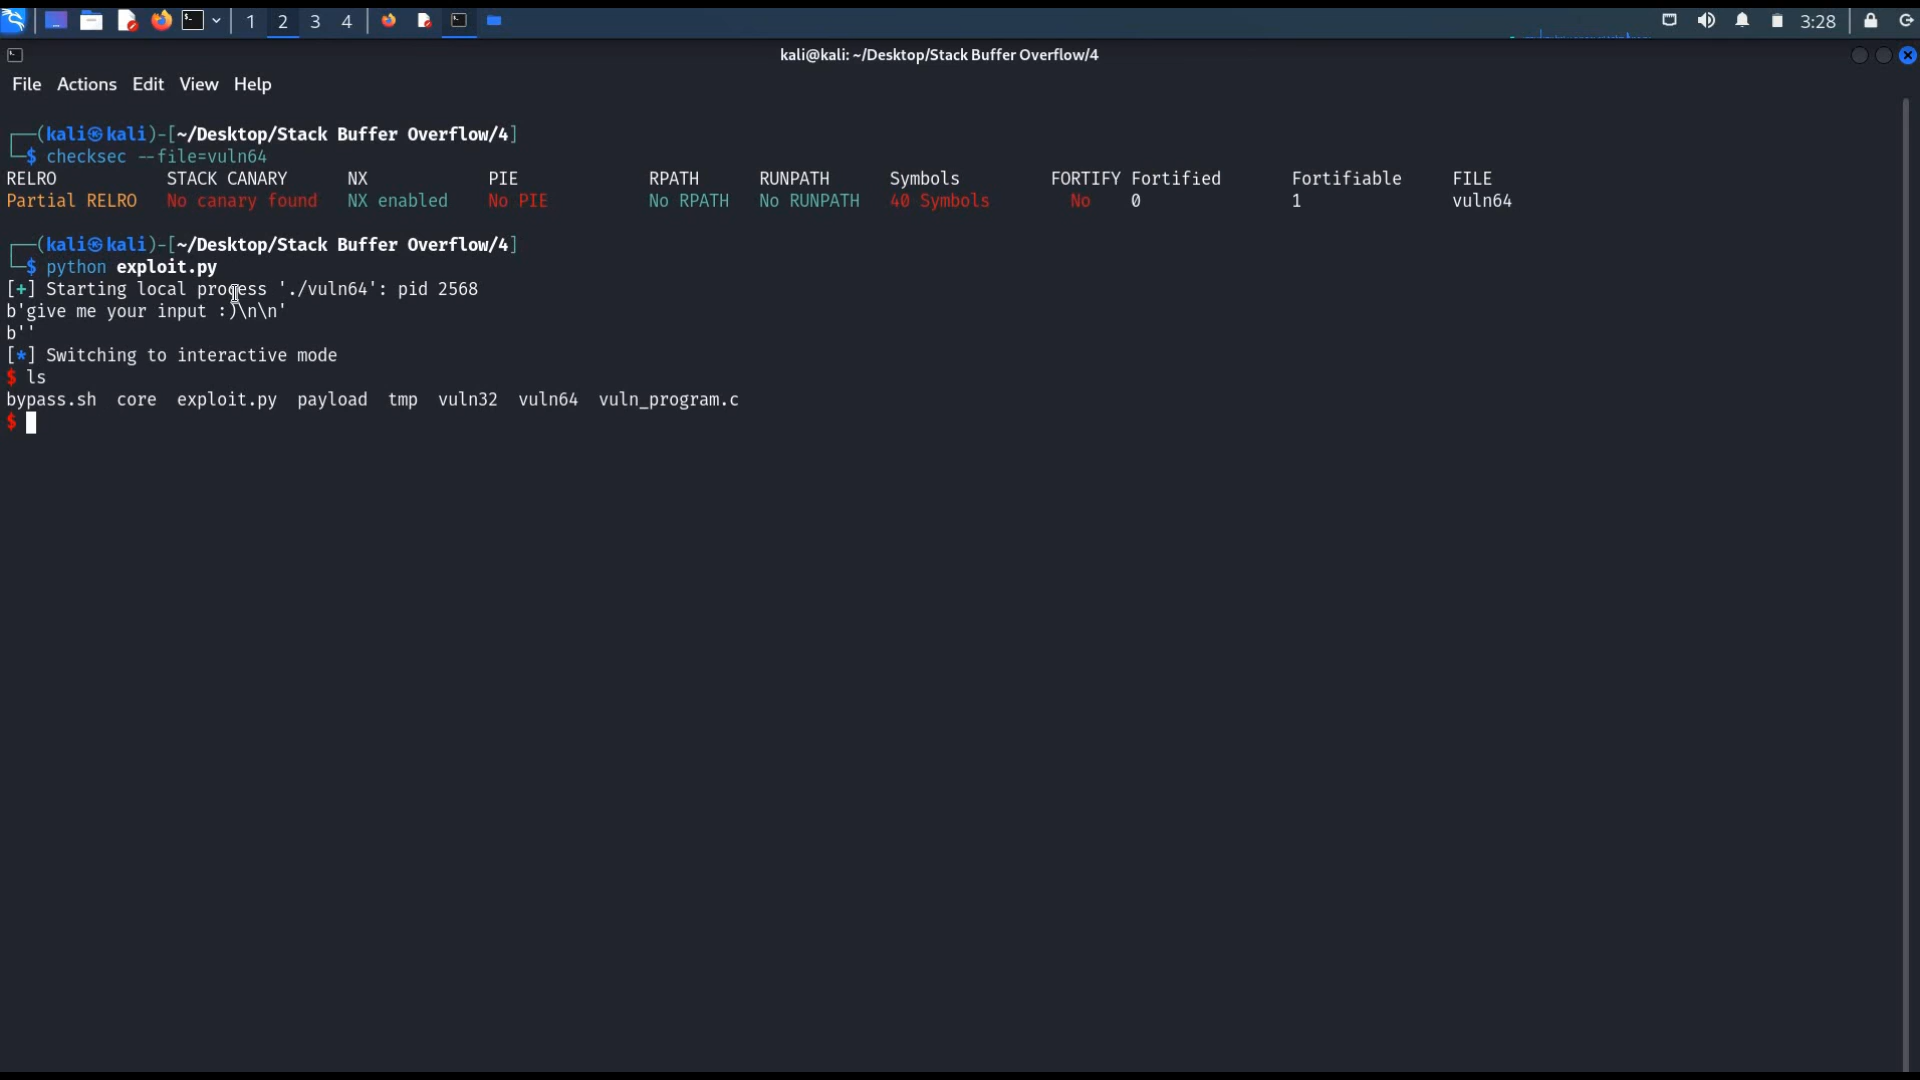 1 2 3 4 3:28
kali@kali: ~/Desktop/Stack Buffer Overflow/4
File Actions Edit View Help
┌──(kali㉿kali)-[~/Desktop/Stack Buffer Overflow/4]
└─$ checksec --file=vuln64
RELRO STACK CANARY NX PIE RPATH RUNPATH Symbols FORTIFY Fortified Fortifiable FILE
Partial RELRO No canary found NX enabled No PIE No RPATH No RUNPATH 40 Symbols No 0 1 vuln64
┌──(kali㉿kali)-[~/Desktop/Stack Buffer Overflow/4]
└─$ python exploit.py
[+] Starting local process './vuln64': pid 2568
b'give me your input :)\n\n'
b''
[*] Switching to interactive mode
$ ls
bypass.sh core exploit.py payload tmp vuln32 vuln64 vuln_program.c
$